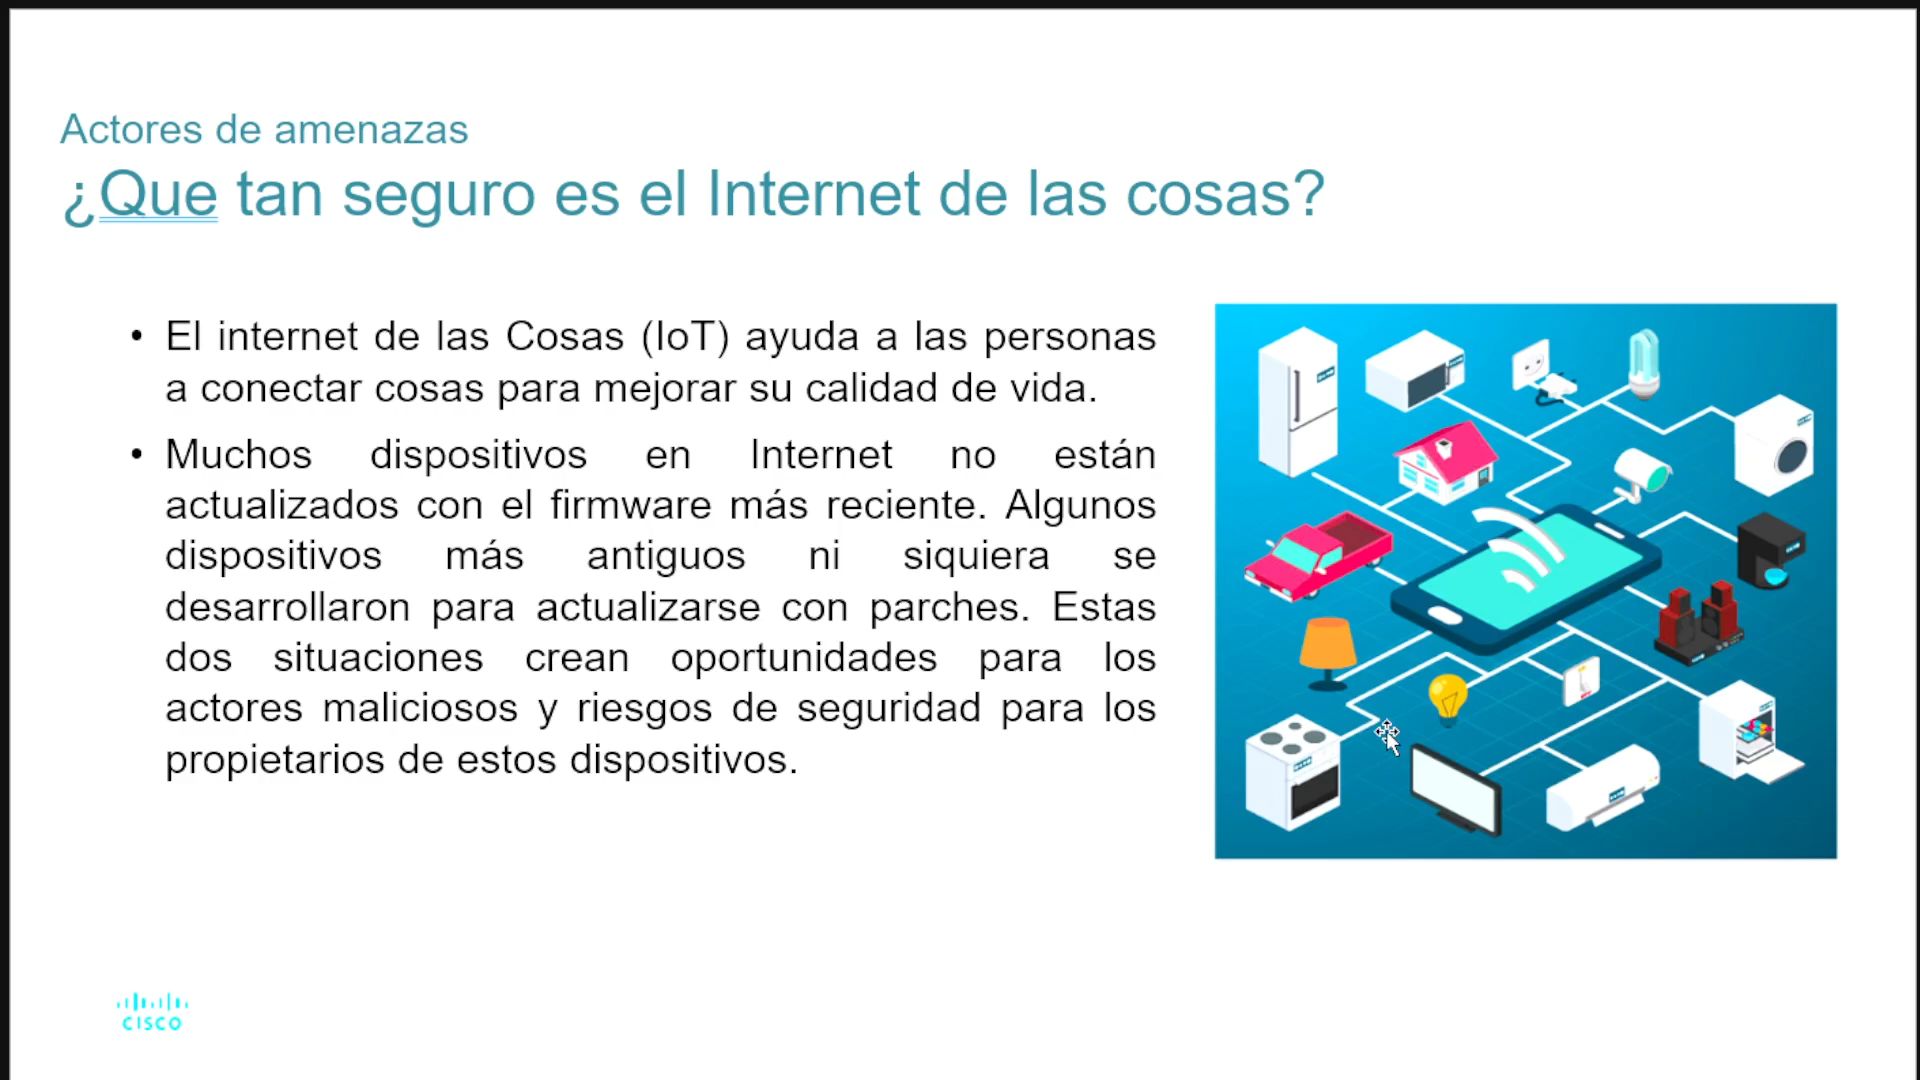 Actores de amenazas
¿Que tan seguro es el Internet de las cosas?
• El internet de las Cosas (IoT) ayuda a las personas
a conectar cosas para mejorar su calidad de vida.
• Muchos dispositivos en Internet no están
actualizados con el firmware más reciente. Algunos
dispositivos más antiguos ni siquiera se
desarrollaron para actualizarse con parches. Estas
dos situaciones crean oportunidades para los
actores maliciosos y riesgos de seguridad para los
propietarios de estos dispositivos.
CISCO